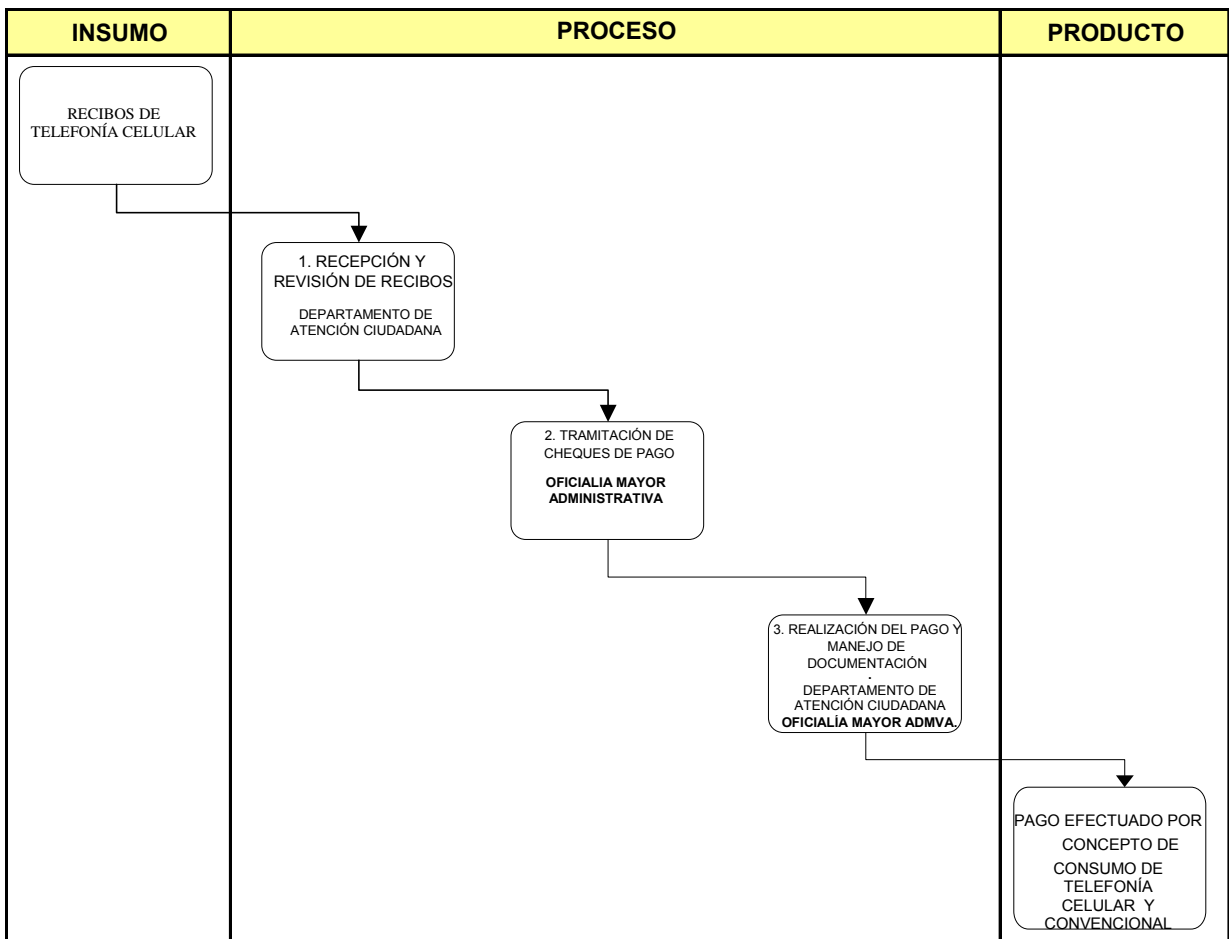 INSUMO
PROCESO
PRODUCTO
RECIBOS DE
TELEFONÍA CELULAR
1. RECEPCIÓN Y
REVISIÓN DE RECIBOS
DEPARTAMENTO DE
ATENCIÓN CIUDADANA
2. TRAMITACIÓN DE
CHEQUES DE PAGO
OFICIALIA MAYOR
ADMINISTRATIVA
3. REALIZACIÓN DEL PAGO Y
MANEJO DE
DOCUMENTACIÓN
.
DEPARTAMENTO DE
ATENCIÓN CIUDADANA
OFICIALÍA MAYOR ADMVA.
PAGO EFECTUADO POR
CONCEPTO DE
CONSUMO DE
TELEFONÍA
CELULAR Y
CONVENCIONAL